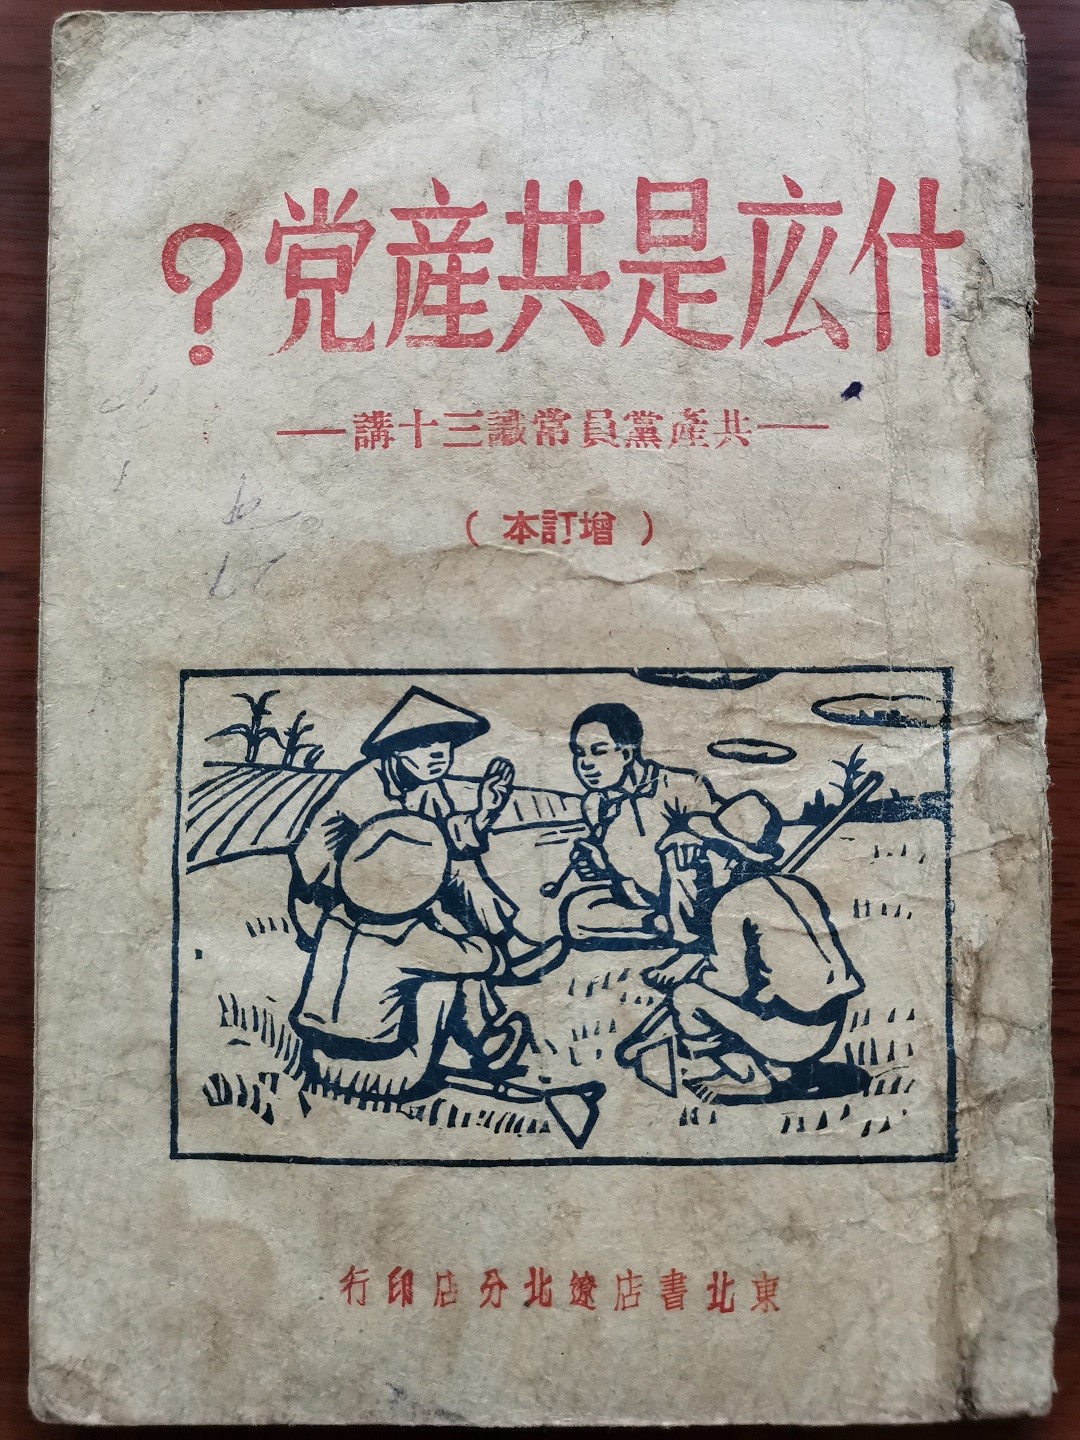 什庅是共産党？
—共產黨員常識三十講—
（增訂本）
東北書店遼北分店印行